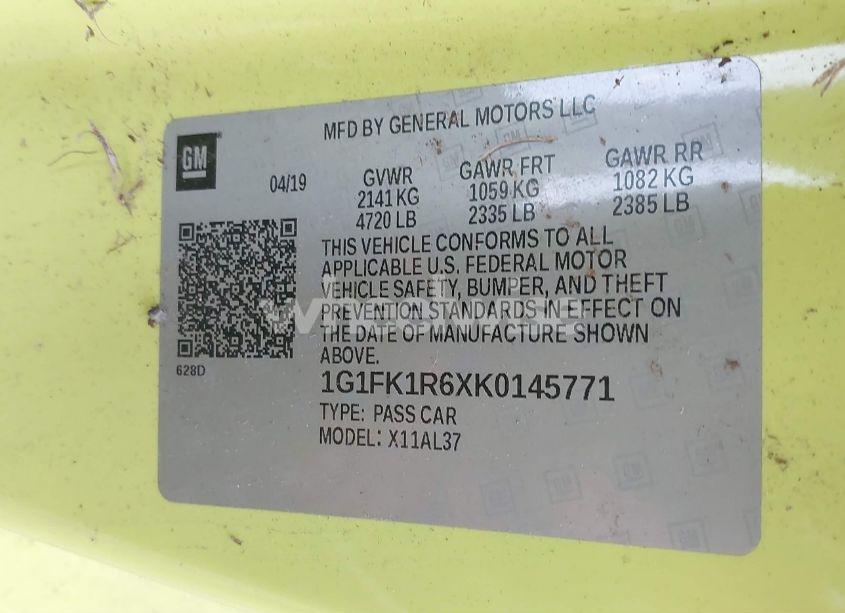 MFD BY GENERAL MOTORS LLC
GM
04/19
GVWR
2141 KG
4720 LB
GAWR FRT
1059 KG
2335 LB
GAWR RR
1082 KG
2385 LB
THIS VEHICLE CONFORMS TO ALL
APPLICABLE U.S. FEDERAL MOTOR
VEHICLE SAFETY, BUMPER, AND THEFT
PREVENTION STANDARDS IN EFFECT ON
THE DATE OF MANUFACTURE SHOWN
ABOVE.
628D
1G1FK1R6XK0145771
TYPE: PASS CAR
MODEL: X11AL37